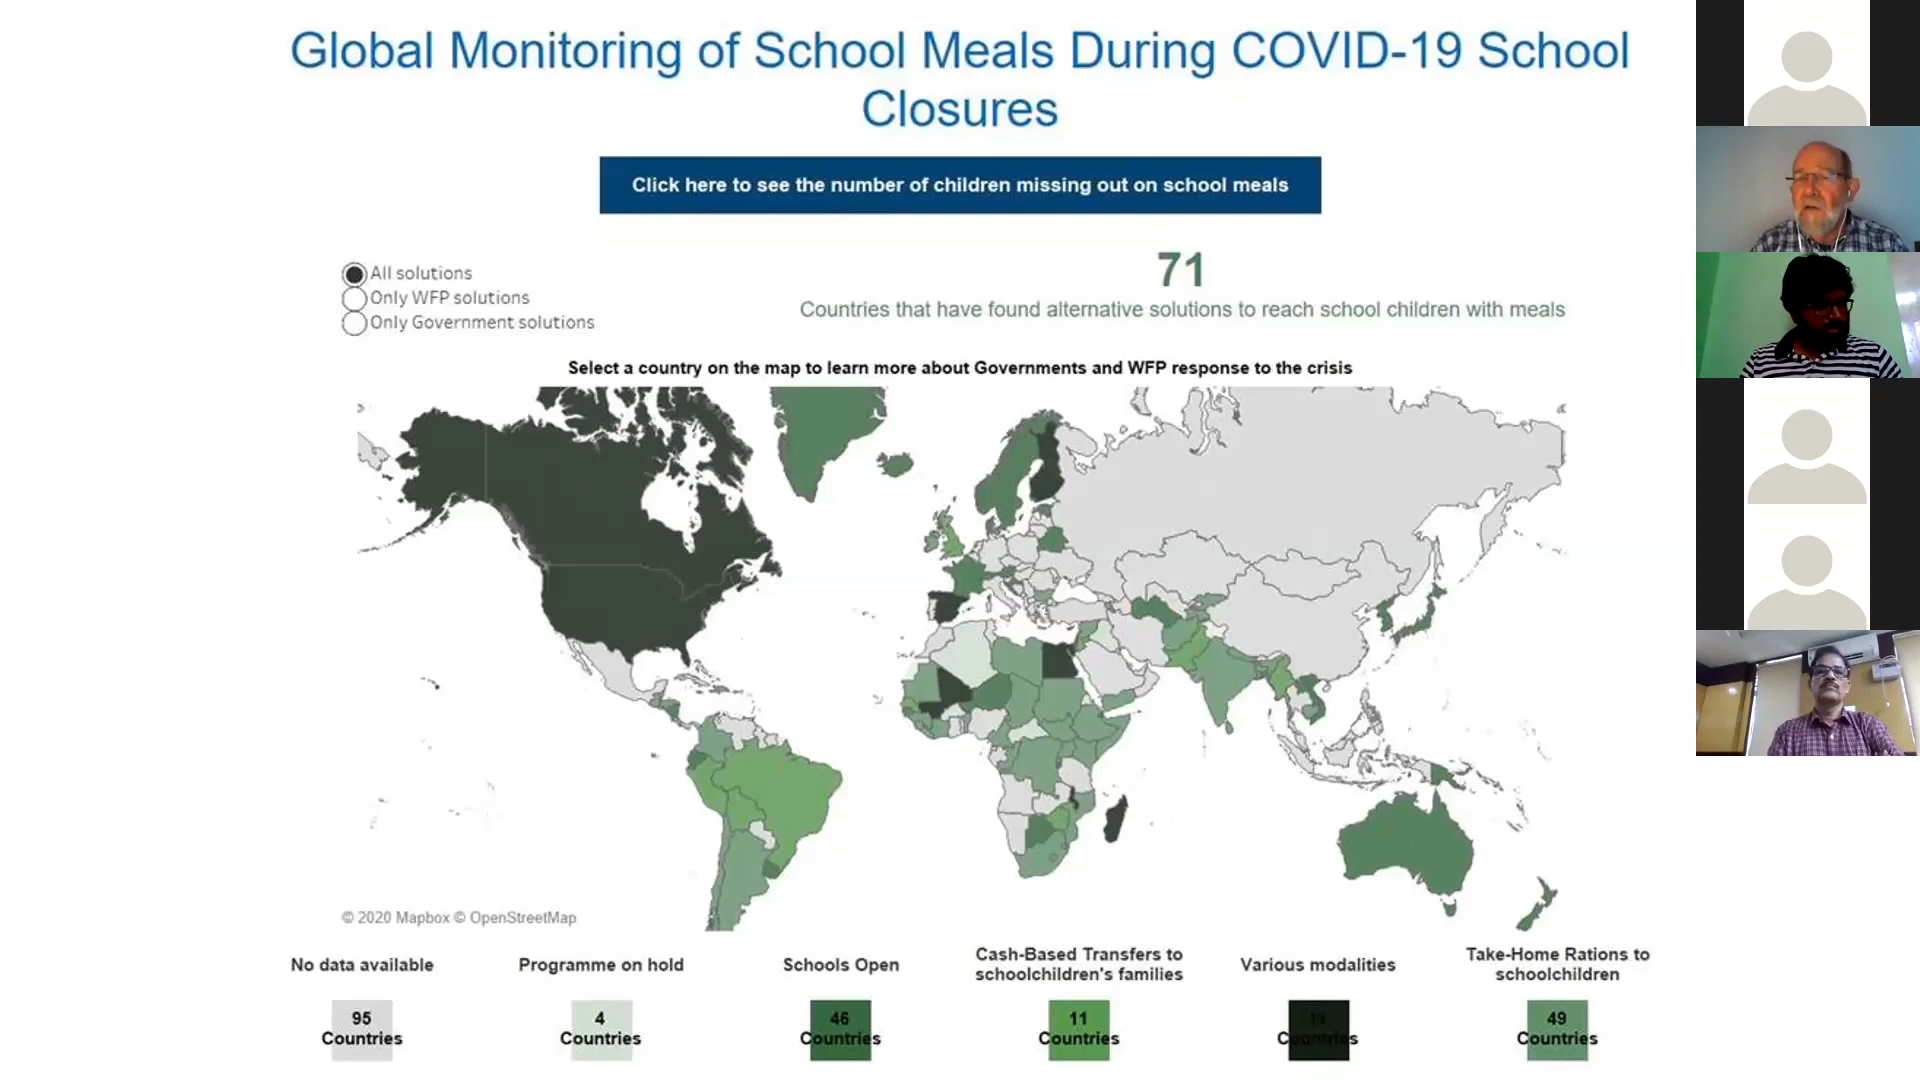 Global Monitoring of School Meals During COVID-19 School
Closures
Click here to see the number of children missing out on school meals
All solutions
Only WFP solutions
Only Government solutions
71
Countries that have found alternative solutions to reach school children with meals
Select a country on the map to learn more about Governments and WFP response to the crisis
© 2020 Mapbox © OpenStreetMap
No data available
95
Countries
Programme on hold
4
Countries
Schools Open
46
Countries
Cash-Based Transfers to
schoolchildren's families
11
Countries
Various modalities
11
Countries
Take-Home Rations to
schoolchildren
49
Countries